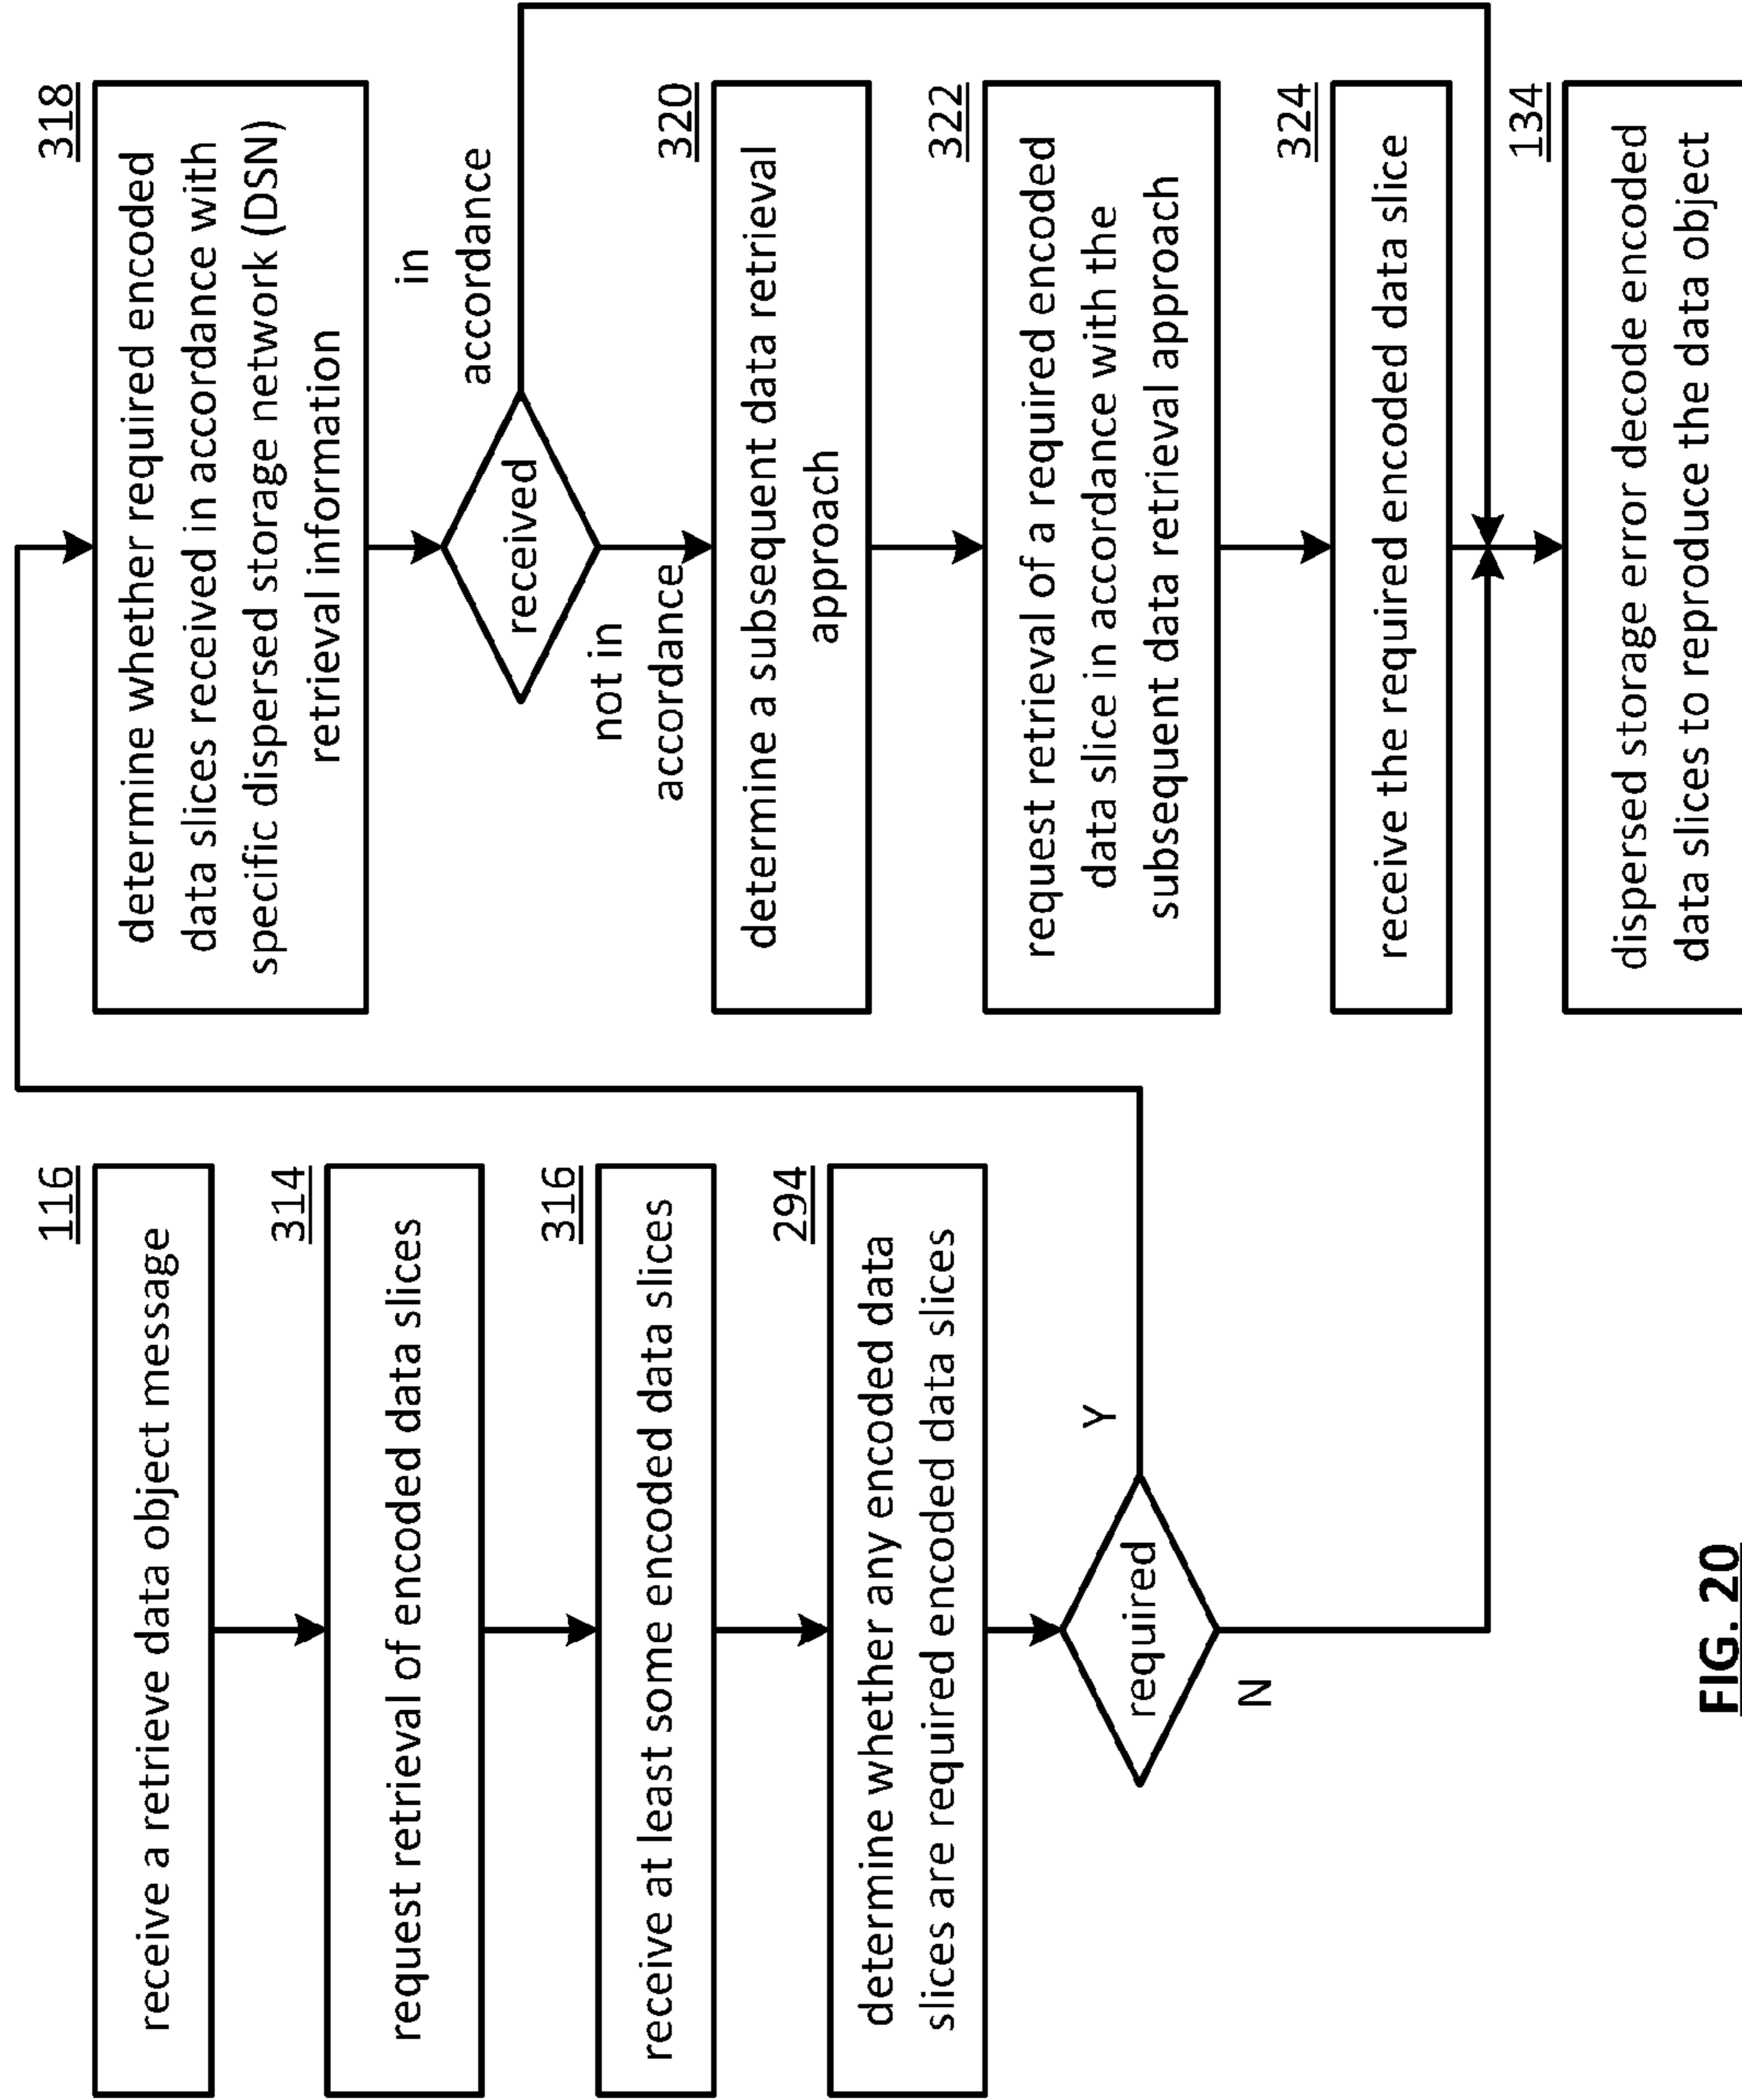 116
receive a retrieve data object message
314
request retrieval of encoded data slices
316
receive at least some encoded data slices
294
determine whether any encoded data
slices are required encoded data slices
required
Y
N
318
determine whether required encoded
data slices received in accordance with
specific dispersed storage network (DSN)
retrieval information
received
in
accordance
not in
accordance
320
determine a subsequent data retrieval
approach
322
request retrieval of a required encoded
data slice in accordance with the
subsequent data retrieval approach
324
receive the required encoded data slice
134
dispersed storage error decode encoded
data slices to reproduce the data object
FIG. 20